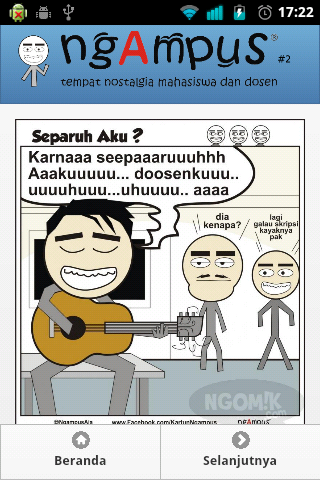 17:22
ngAmpus®
#2
tempat nostalgia mahasiswa dan dosen
Separuh Aku ?
Karnaaa seepaaaruuuhhh
Aaakuuuuu... doosenkuuu..
uuuuhuuu...uhuuuu.. aaaa
dia
kenapa?
lagi
galau skripsi
kayaknya
pak
NGOMIK
.com
@NgampusAja www.Facebook.com/KartunNgampus ngAmpus
Beranda
Selanjutnya